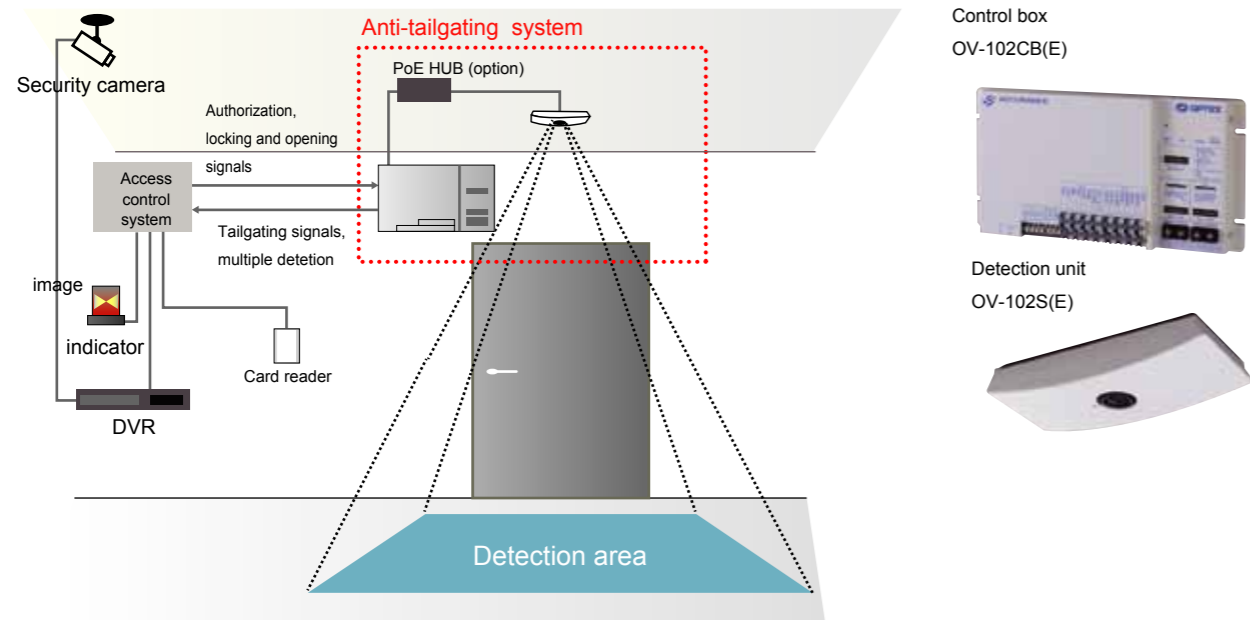 Anti-tailgating system
PoE HUB (option)
Security camera
Authorization,
locking and opening
signals
Access
control
system
Tailgating signals,
multiple detetion
image
indicator
Card reader
DVR
Detection area
Control box
OV-102CB(E)
OPTEX
Detection unit
OV-102S(E)